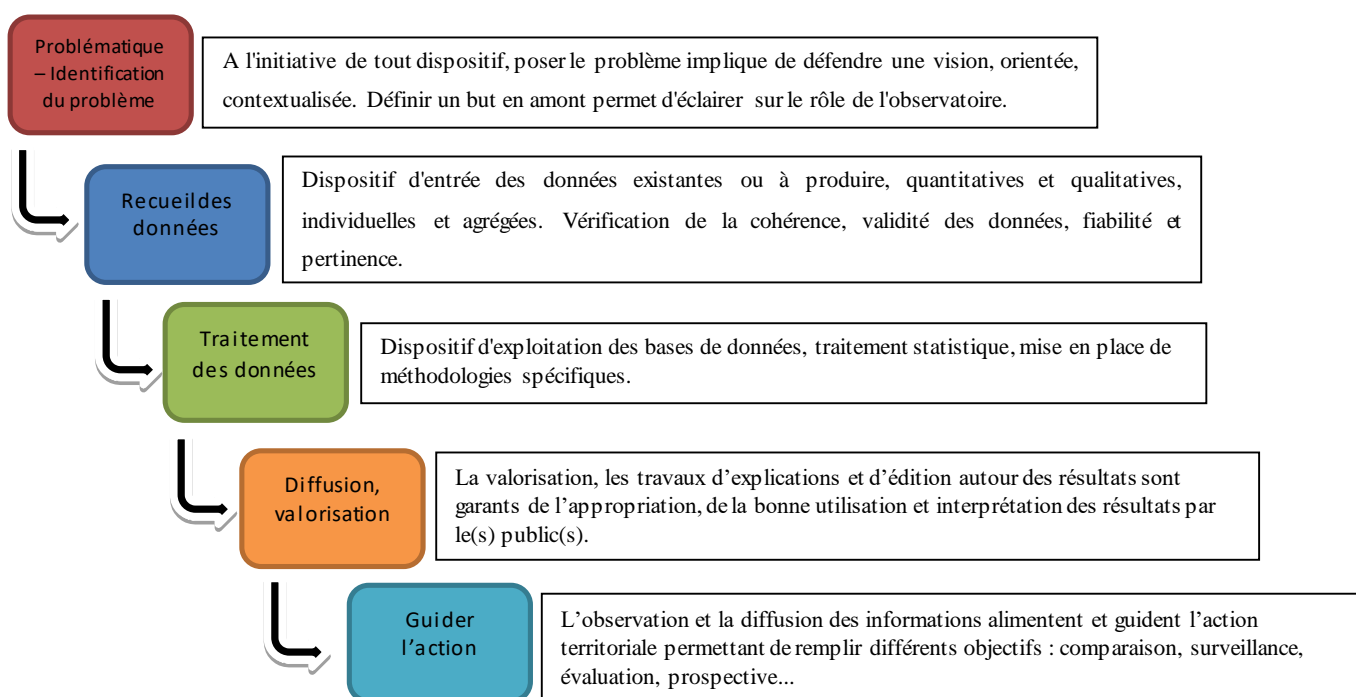 Problématique
– Identification
du problème
A l'initiative de tout dispositif, poser le problème implique de défendre une vision, orientée,
contextualisée. Définir un but en amont permet d'éclairer sur le rôle de l'observatoire.
Recueil des
données
Dispositif d'entrée des données existantes ou à produire, quantitatives et qualitatives,
individuelles et agrégées. Vérification de la cohérence, validité des données, fiabilité et
pertinence.
Traitement
des données
Dispositif d'exploitation des bases de données, traitement statistique, mise en place de
méthodologies spécifiques.
Diffusion,
valorisation
La valorisation, les travaux d’explications et d’édition autour des résultats sont
garants de l’appropriation, de la bonne utilisation et interprétation des résultats par
le(s) public(s).
Guider
l’action
L’observation et la diffusion des informations alimentent et guident l’action
territoriale permettant de remplir différents objectifs : comparaison, surveillance,
évaluation, prospective...